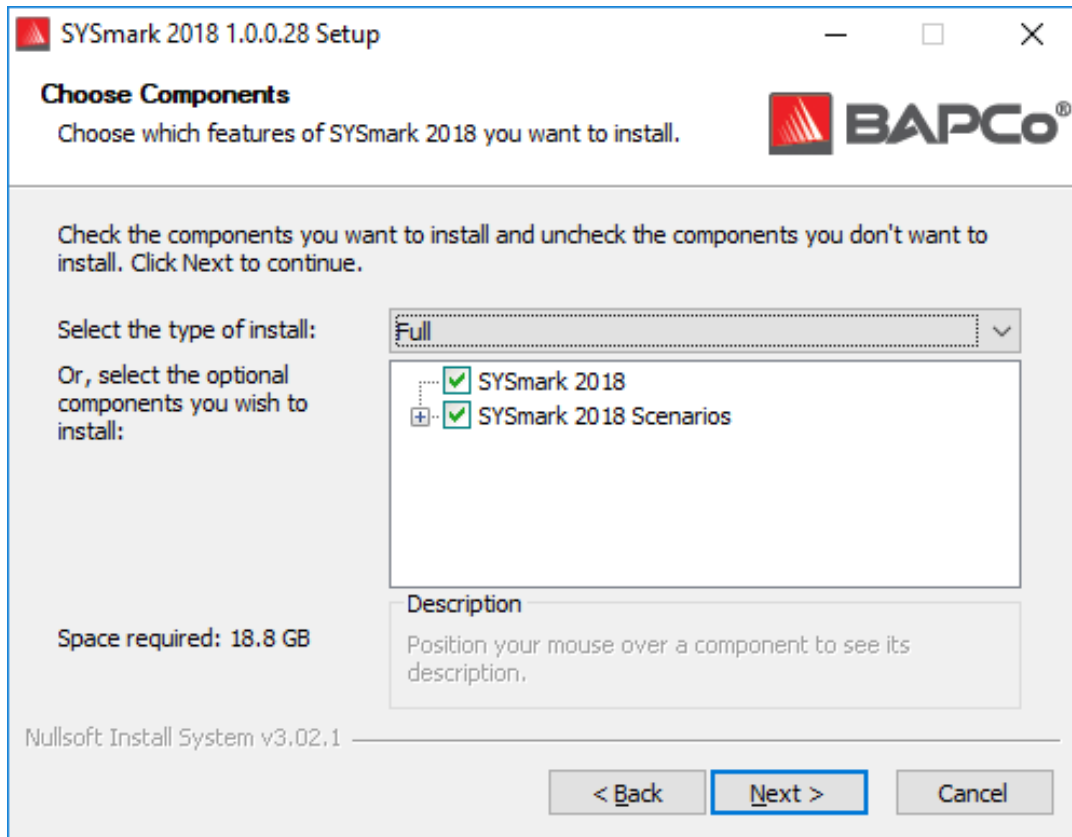 SYSmark 2018 1.0.0.28 Setup
Choose Components
Choose which features of SYSmark 2018 you want to install.
BAPCo®
Check the components you want to install and uncheck the components you don't want to
install. Click Next to continue.
Select the type of install:
Full
Or, select the optional
components you wish to
install:
SYSmark 2018
SYSmark 2018 Scenarios
Space required: 18.8 GB
Description
Position your mouse over a component to see its
description.
Nullsoft Install System v3.02.1
< Back
Next >
Cancel